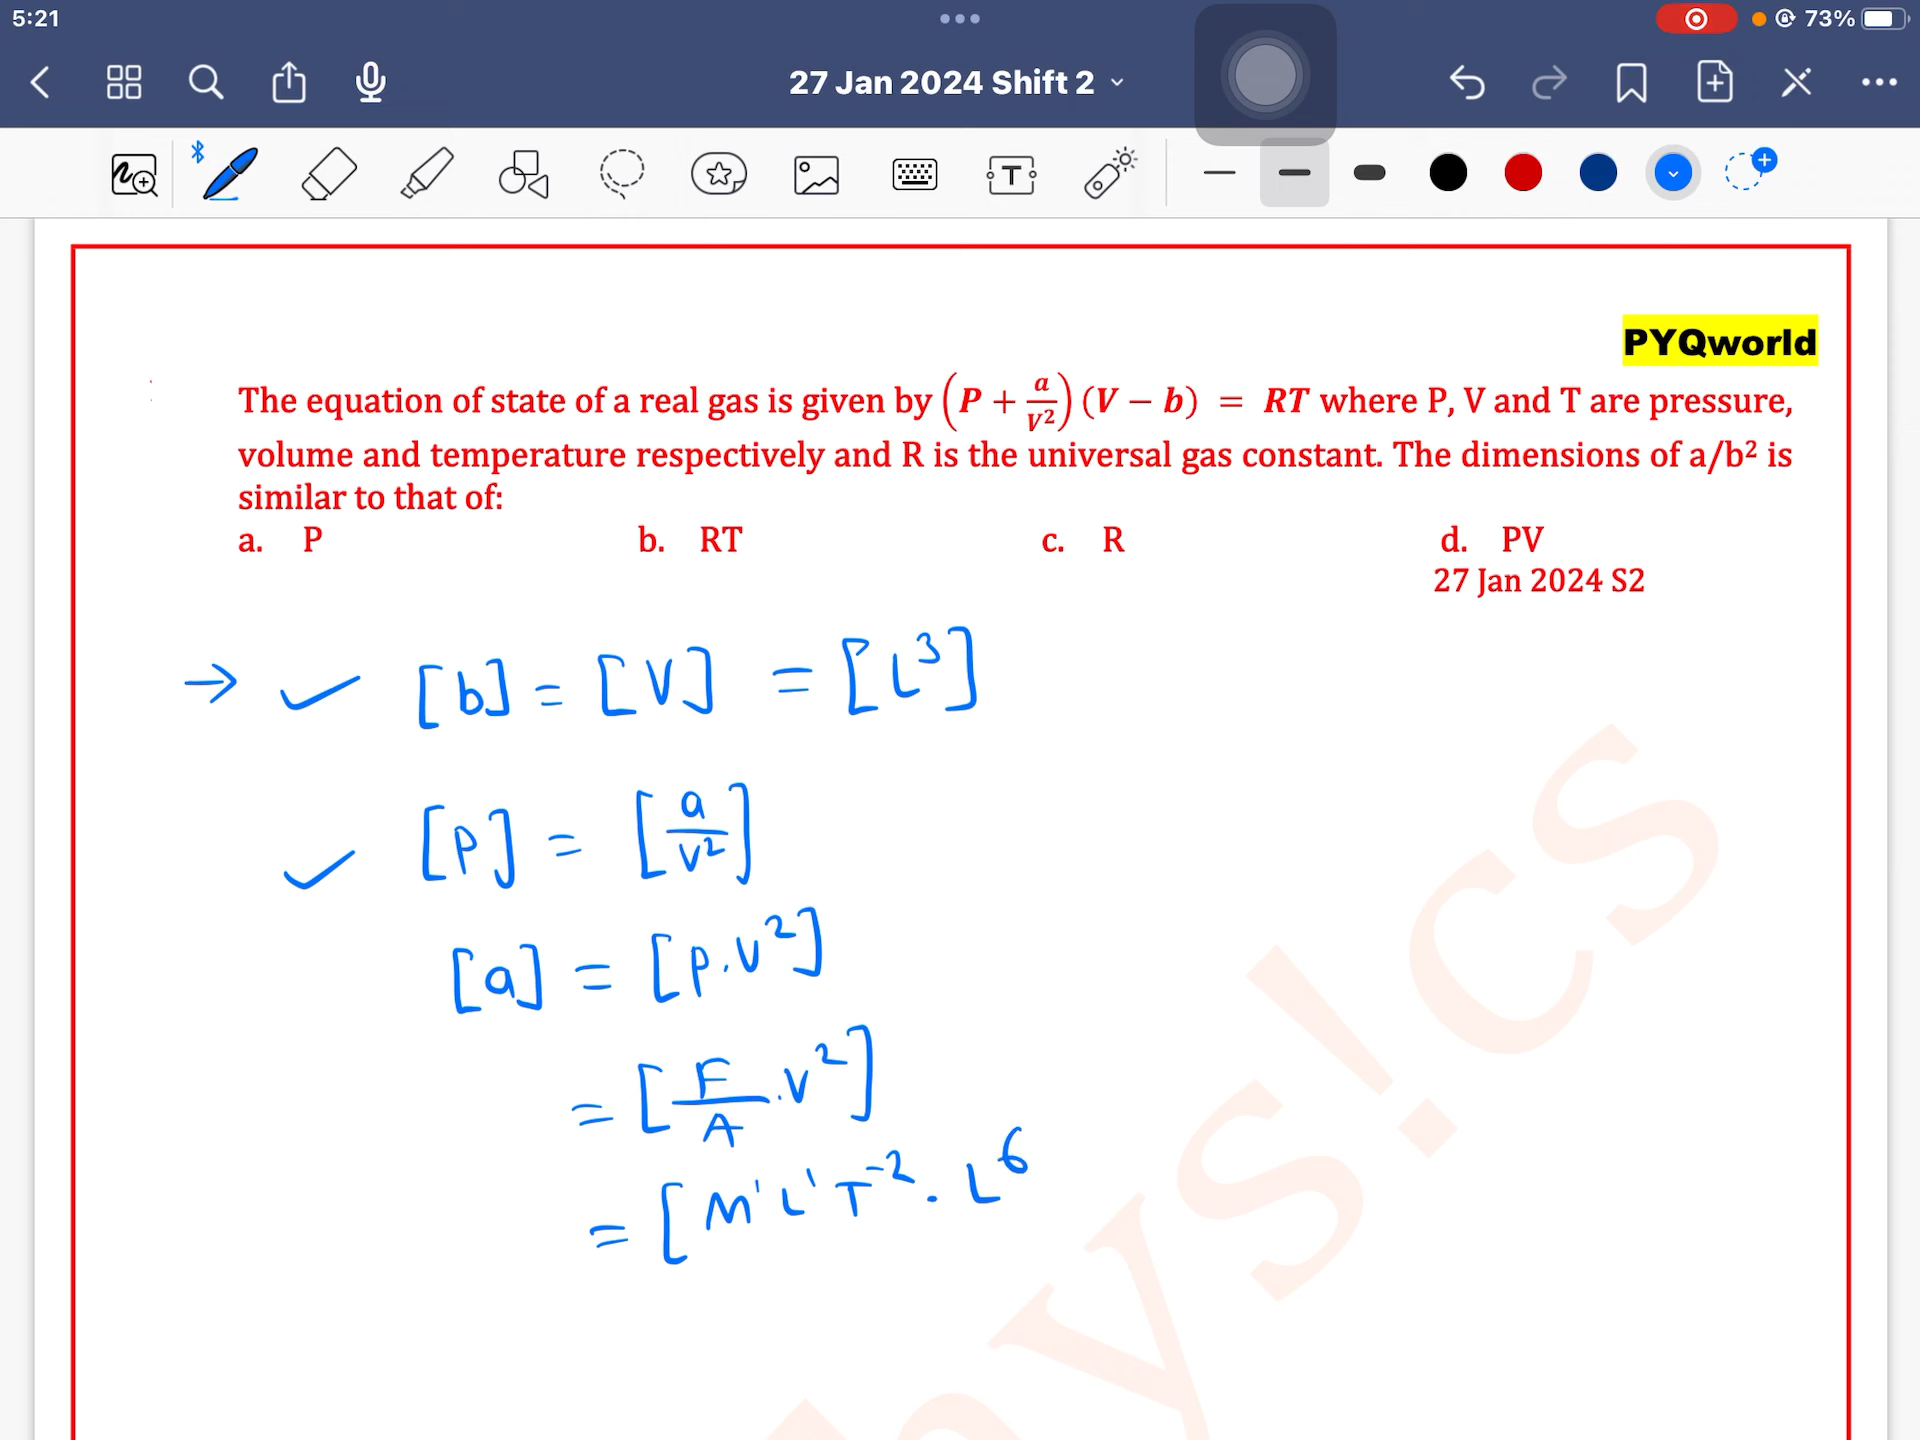 5:21
73%
27 Jan 2024 Shift 2
T
PYQworld
The equation of state of a real gas is given by (P + a/V²) (V − b) = RT where P, V and T are pressure,
volume and temperature respectively and R is the universal gas constant. The dimensions of a/b² is
similar to that of:
a. P b. RT c. R d. PV
27 Jan 2024 S2
→ ✓ [b] = [V] = [L³]
✓ [P] = [a/V²]
[a] = [P.V²]
= [F/A .V²]
= [M¹L¹T⁻² . L⁶
ays!cs